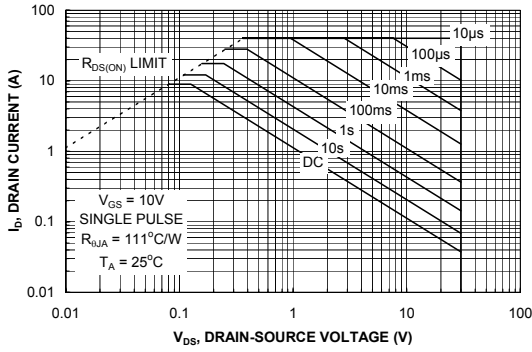 100
10
1
0.1
0.01
I_D, DRAIN CURRENT (A)
R_DS(ON) LIMIT
10µs
100µs
1ms
10ms
100ms
1s
10s
DC
V_GS = 10V
SINGLE PULSE
R_θJA = 111°C/W
T_A = 25°C
0.01
0.1
1
10
100
V_DS, DRAIN-SOURCE VOLTAGE (V)